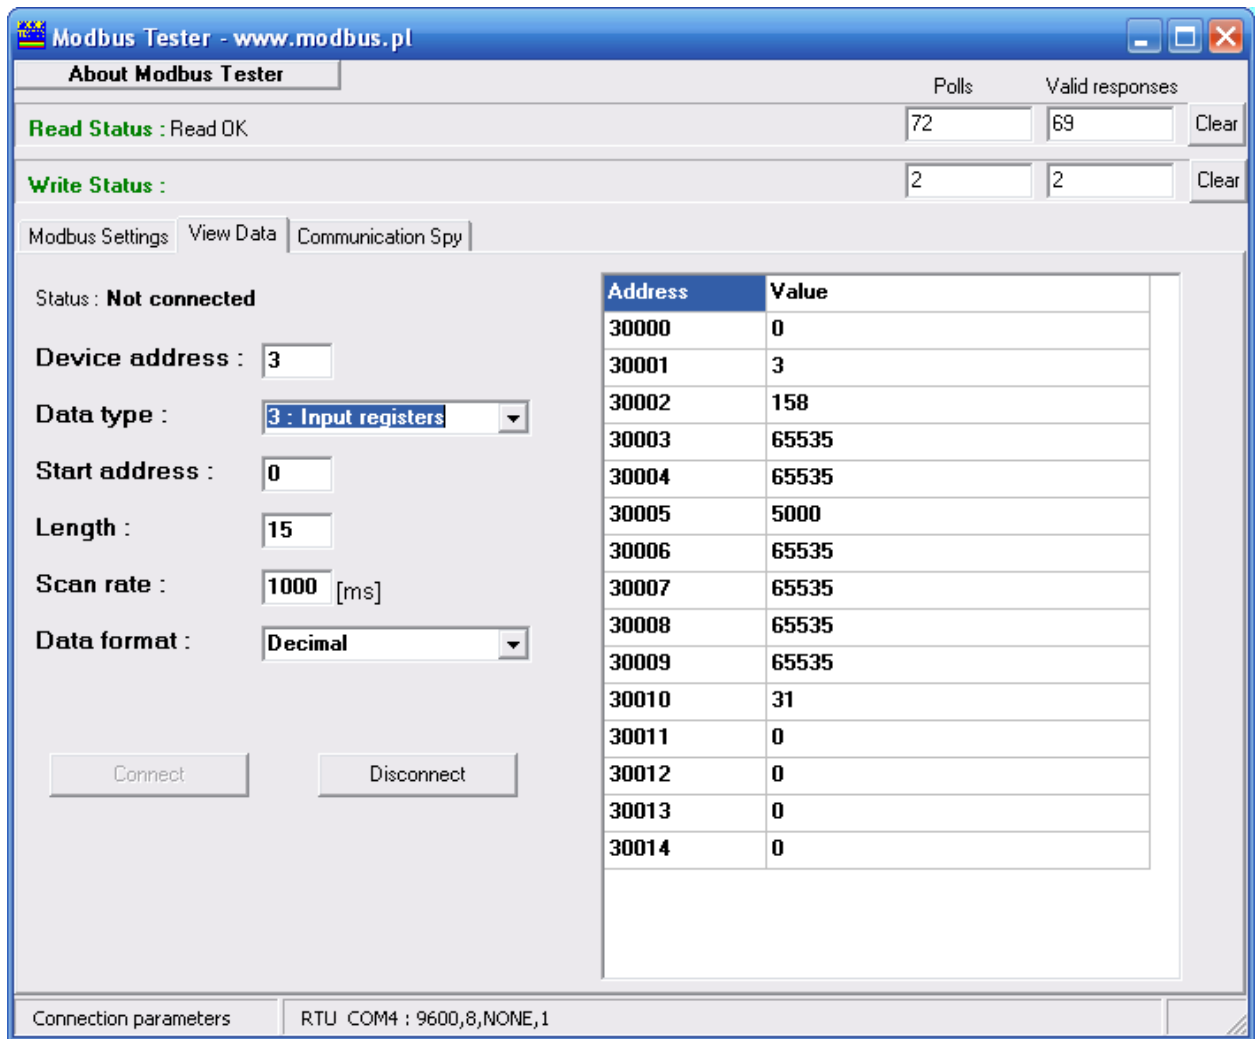 Modbus Tester - www.modbus.pl
About Modbus Tester
Polls Valid responses
Read Status : Read OK 72 69 Clear
Write Status : 2 2 Clear
Modbus Settings View Data Communication Spy
Status : Not connected
Device address : 3
Data type : 3 : Input registers
Start address : 0
Length : 15
Scan rate : 1000 [ms]
Data format : Decimal
Connect Disconnect
Address Value
30000 0
30001 3
30002 158
30003 65535
30004 65535
30005 5000
30006 65535
30007 65535
30008 65535
30009 65535
30010 31
30011 0
30012 0
30013 0
30014 0
Connection parameters RTU COM4 : 9600,8,NONE,1